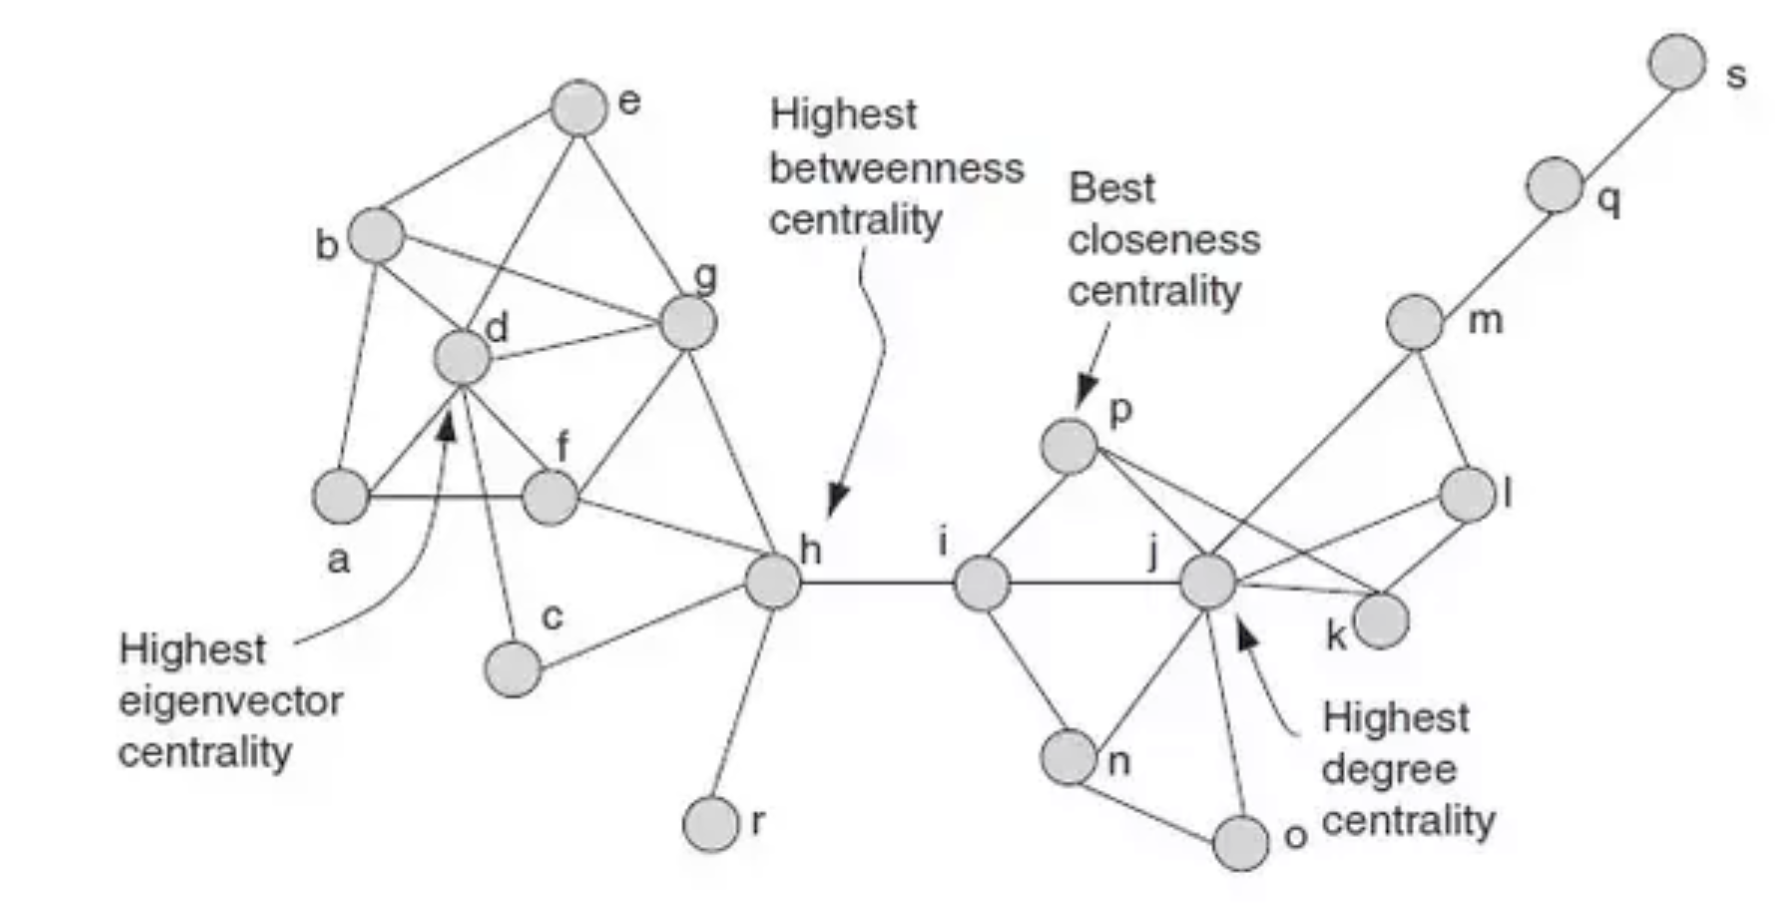 s
e
Highest
betweenness
centrality
Best
closeness
centrality
q
b
g
d
m
p
f
l
a
h
i
j
c
k
Highest
eigenvector
centrality
Highest
degree
centrality
n
r
o